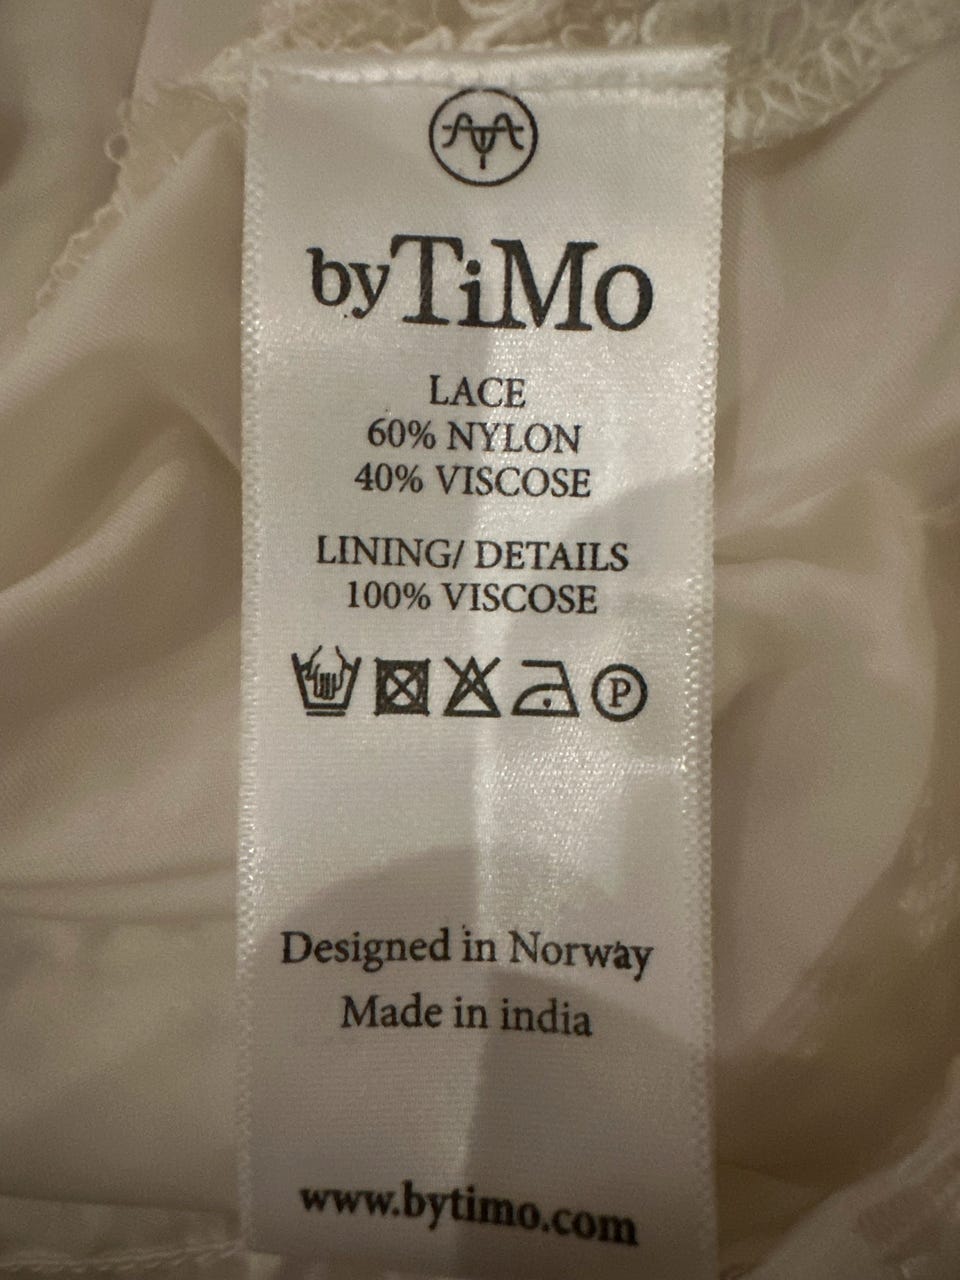 byTiMo
LACE
60% NYLON
40% VISCOSE
LINING/ DETAILS
100% VISCOSE
P
Designed in Norway
Made in india
www.bytimo.com